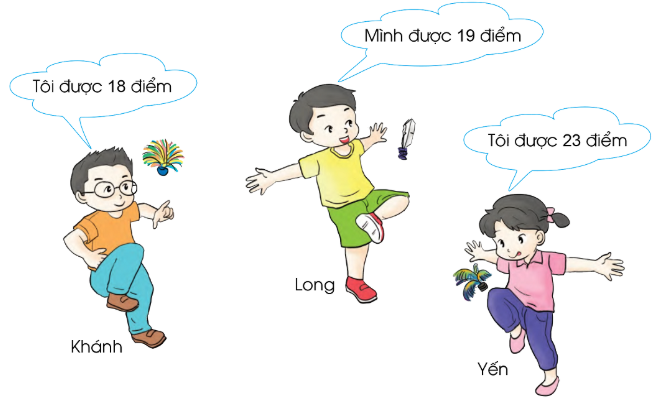 Mình được 19 điểm
Tôi được 18 điểm
Tôi được 23 điểm
Long
Khánh
Yến